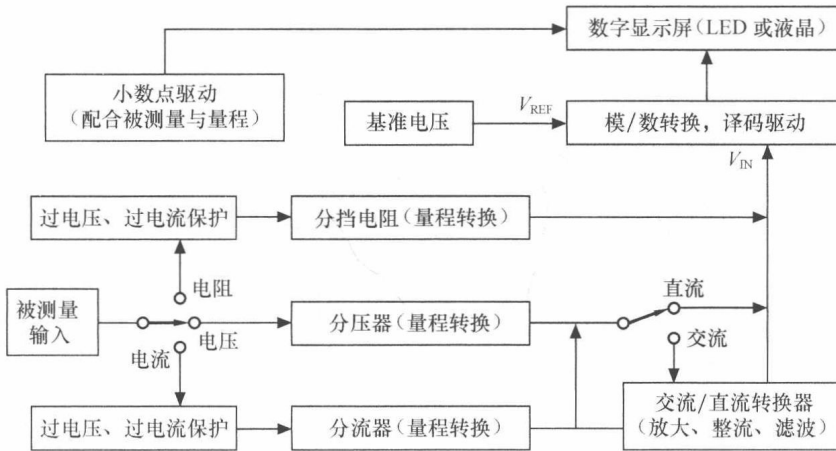 数字显示屏(LED 或液晶)
小数点驱动
(配合被测量与量程)
基准电压
V_REF
模/数转换，译码驱动
V_IN
过电压、过电流保护
分挡电阻(量程转换)
电阻
被测量
输入
电压
电流
分压器(量程转换)
直流
交流
过电压、过电流保护
分流器(量程转换)
交流/直流转换器
(放大、整流、滤波)